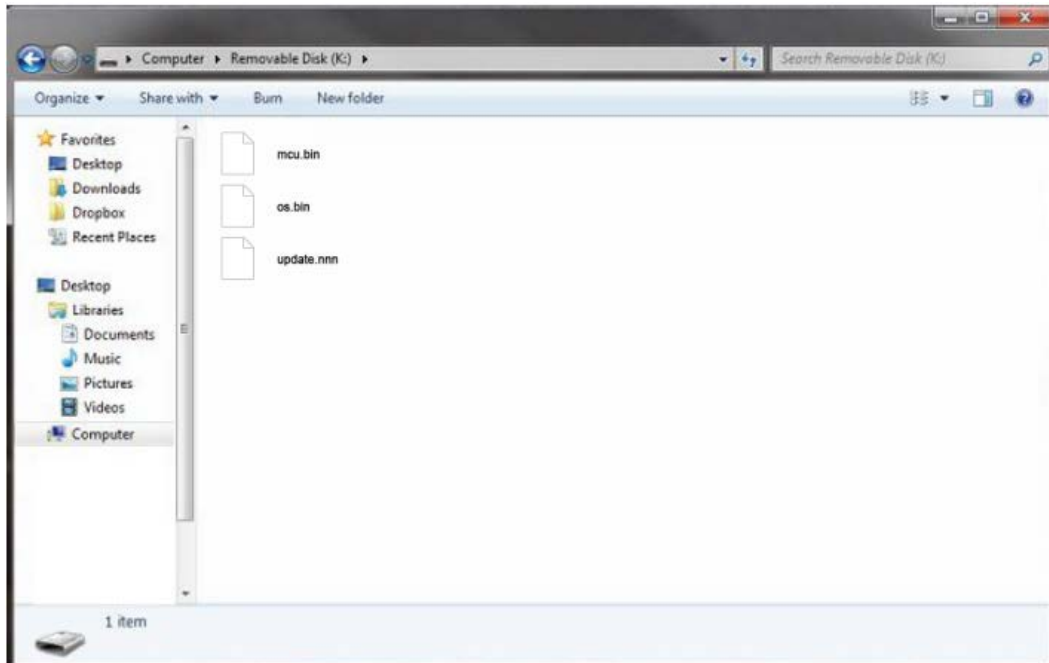 Computer ▸ Removable Disk (K:) ▸
Search Removable Disk (K:)
Organize ▾ Share with ▾ Burn New folder
Favorites
Desktop
Downloads
Dropbox
Recent Places
Desktop
Libraries
Documents
Music
Pictures
Videos
Computer
mcu.bin
os.bin
update.nnn
1 item